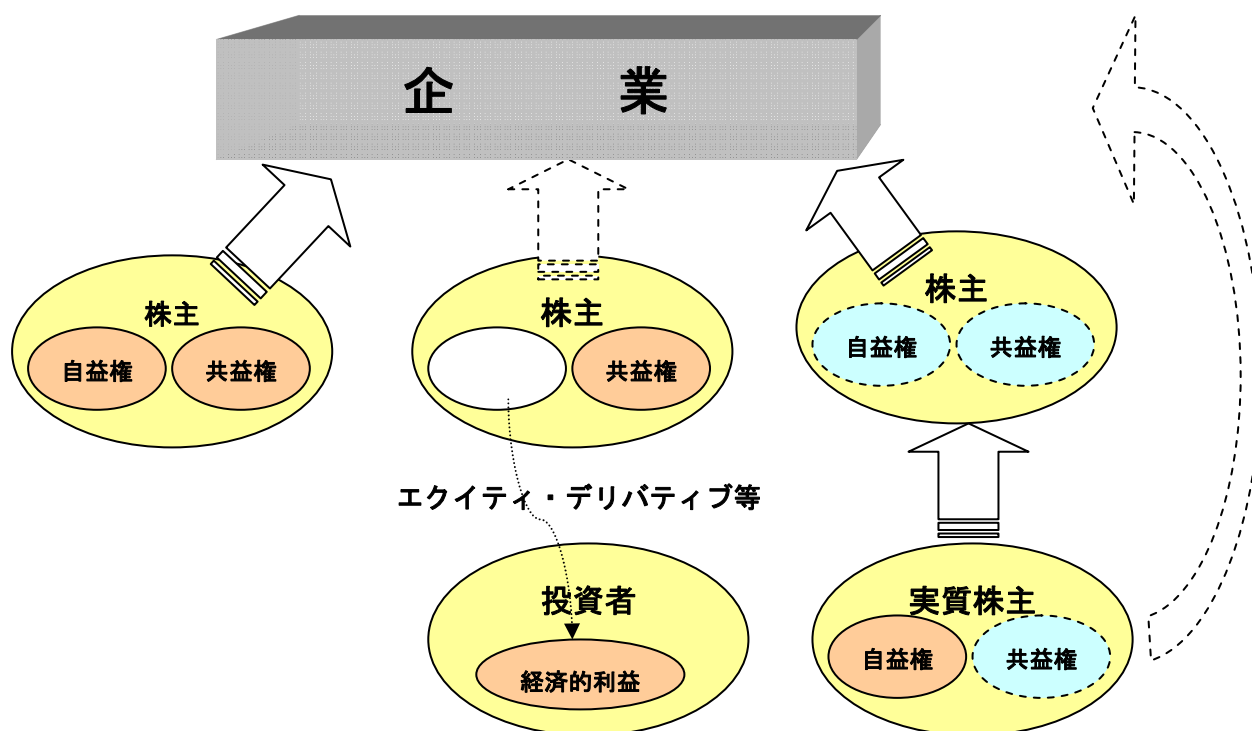 企 業
株主
自益権 共益権
株主
共益権
株主
自益権 共益権
エクイティ・デリバティブ等
投資者
経済的利益
実質株主
自益権 共益権